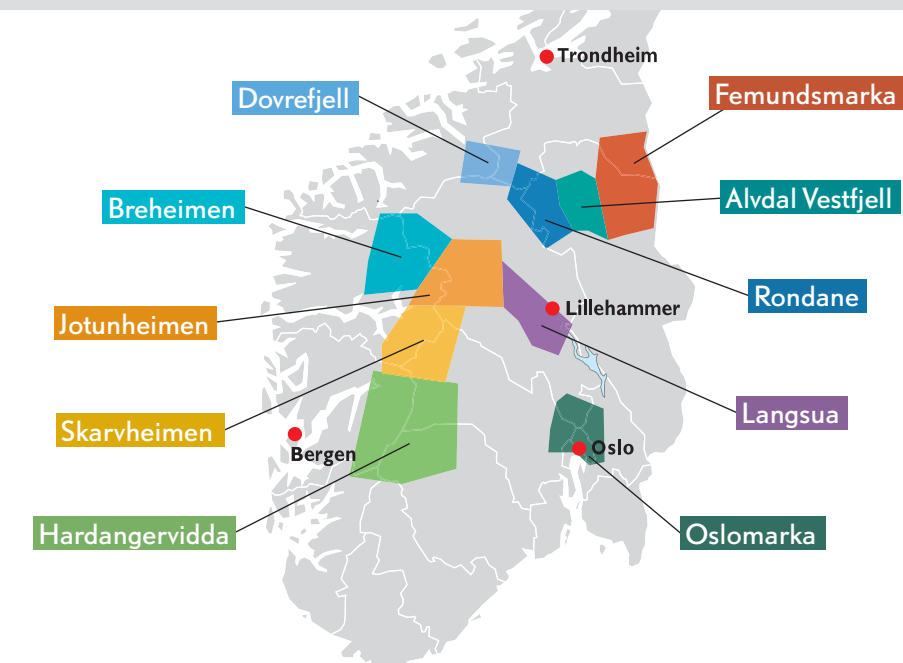 Trondheim
Dovrefjell
Femundsmarka
Breheimen
Alvdal Vestfjell
Rondane
Lillehammer
Jotunheimen
Langsua
Skarvheimen
Bergen
Oslo
Hardangervidda
Oslomarka